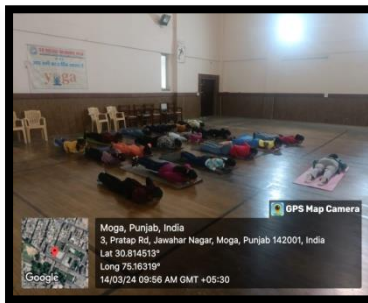 yoga
GPS Map Camera
Moga, Punjab, India
3, Pratap Rd, Jawahar Nagar, Moga, Punjab 142001, India
Lat 30.814513°
Long 75.16319°
14/03/24 09:56 AM GMT +05:30
Google